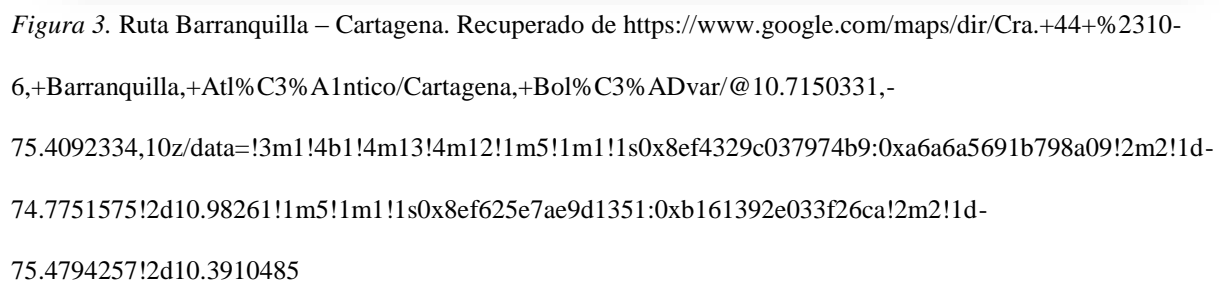 Figura 3. Ruta Barranquilla – Cartagena. Recuperado de https://www.google.com/maps/dir/Cra.+44+%2310-
6,+Barranquilla,+Atl%C3%A1ntico/Cartagena,+Bol%C3%ADvar/@10.7150331,-
75.4092334,10z/data=!3m1!4b1!4m13!4m12!1m5!1m1!1s0x8ef4329c037974b9:0xa6a6a5691b798a09!2m2!1d-
74.7751575!2d10.98261!1m5!1m1!1s0x8ef625e7ae9d1351:0xb161392e033f26ca!2m2!1d-
75.4794257!2d10.3910485